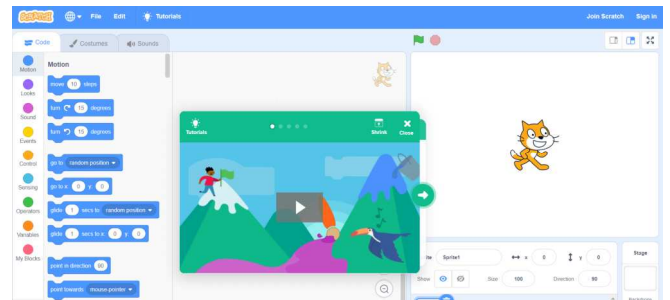 SCRATCH File Edit Tutorials Join Scratch Sign in
Code Costumes Sounds
Motion
Looks
Sound
Events
Control
Sensing
Operators
Variables
My Blocks
Motion
move 10 steps
turn 15 degrees
turn 15 degrees
go to random position
go to x: 0 y: 0
glide 1 secs to random position
glide 1 secs to x: 0 y: 0
point in direction 90
point towards mouse-pointer
Tutorials Shrink Close
Sprite1 x 0 y 0
Show Size 100 Direction 90
Stage